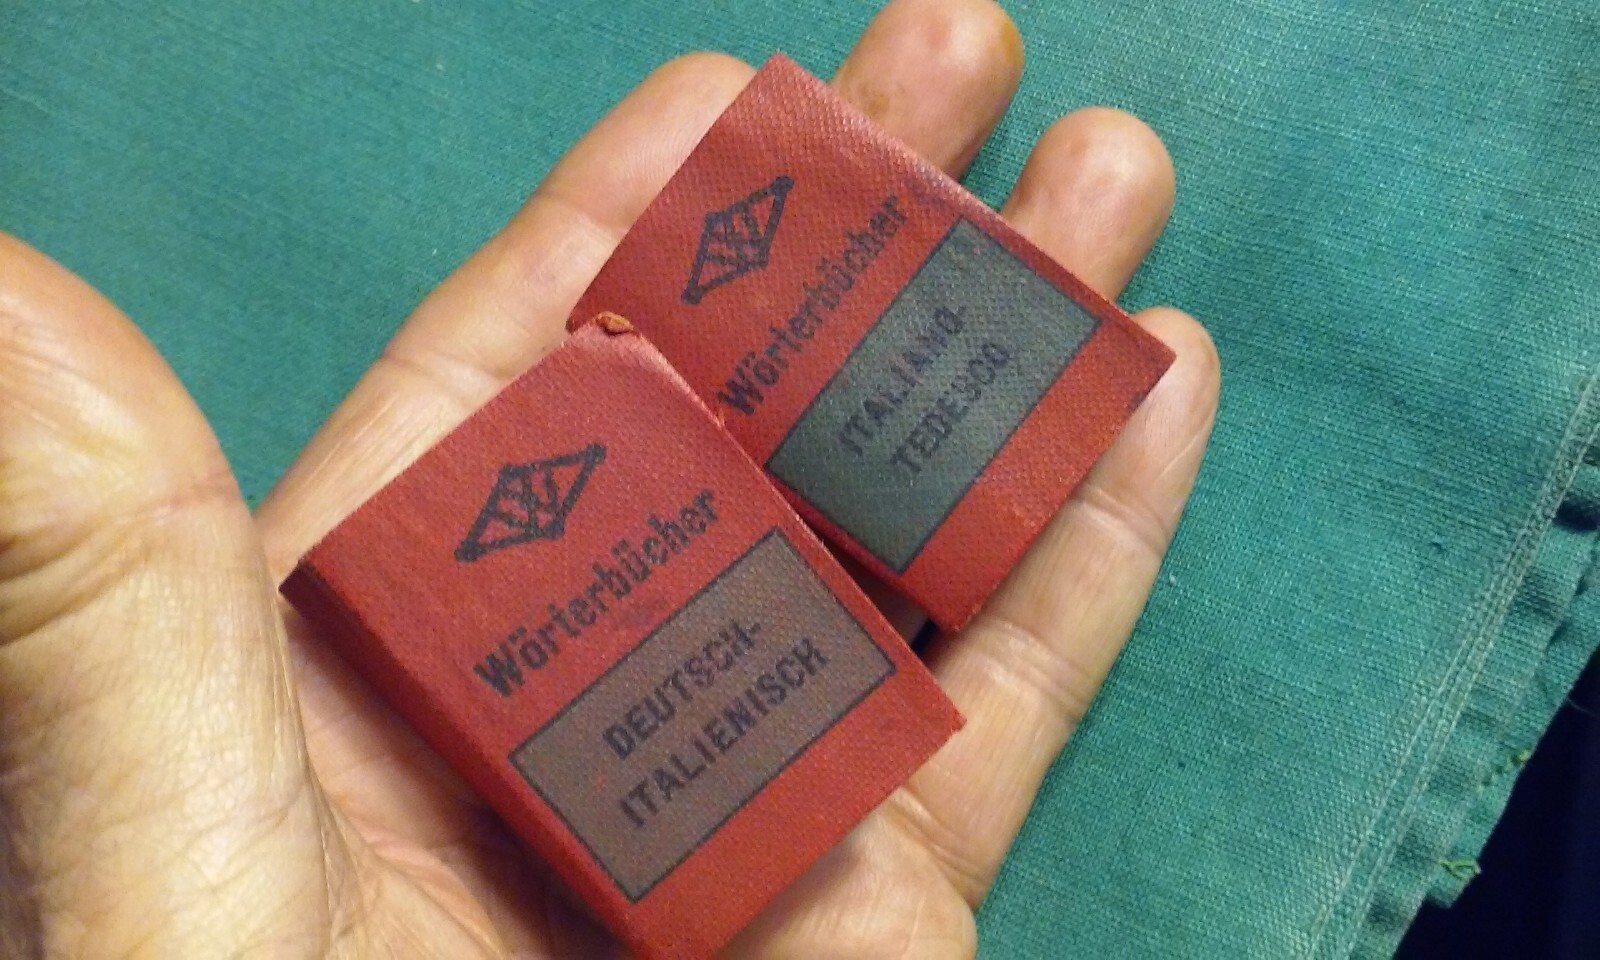 W
Wörterbücher
ITALIANO-
TEDESCO
W
Wörterbücher
DEUTSCH-
ITALIENISCH